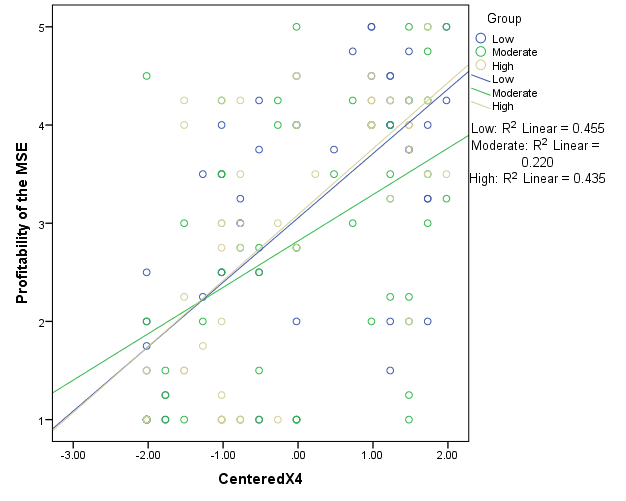 Group
Low
Moderate
High
Low
Moderate
High
Low: R² Linear = 0.455
Moderate: R² Linear =
0.220
High: R² Linear = 0.435
Profitability of the MSE
5
4
3
2
1
-3.00 -2.00 -1.00 .00 1.00 2.00
CenteredX4